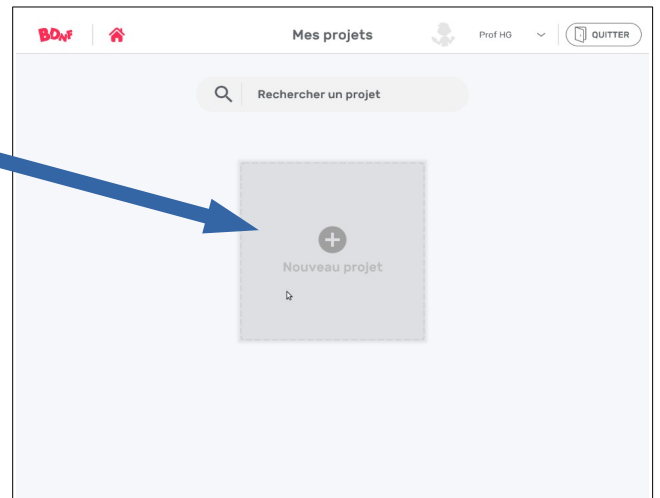 BDnF
Mes projets
Prof HG
QUITTER
Rechercher un projet
Nouveau projet